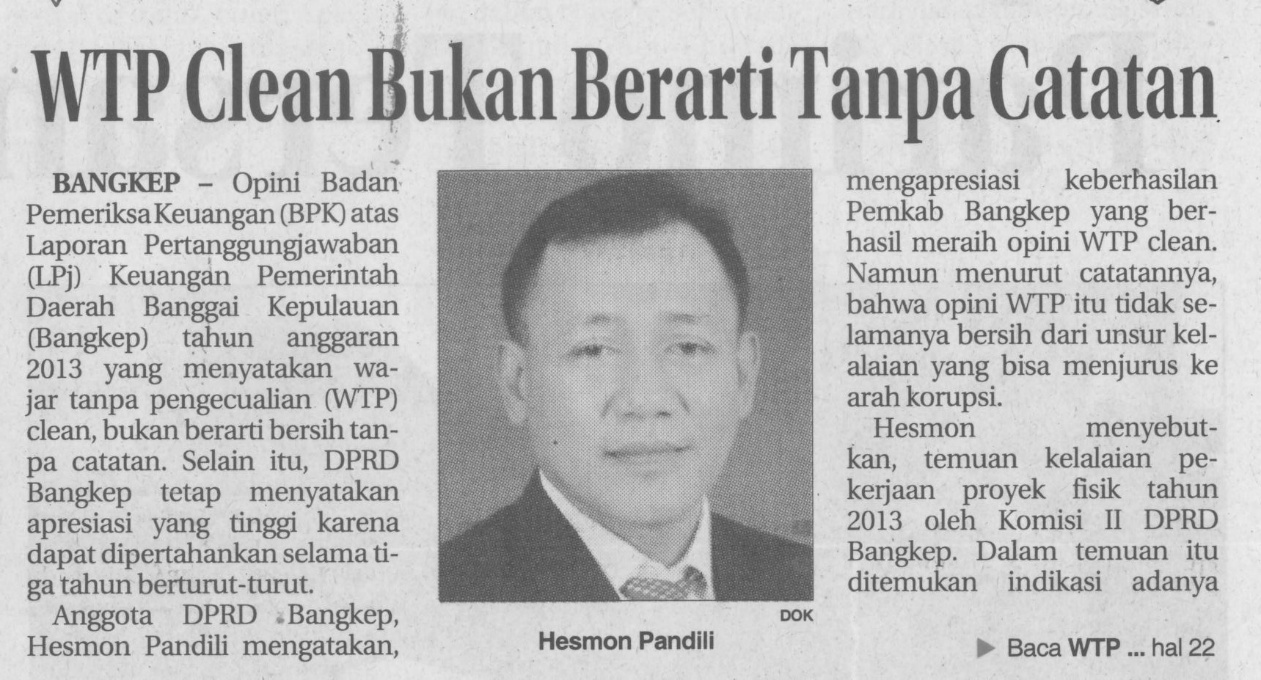 WTP Clean Bukan Berarti Tanpa Catatan
BANGKEP – Opini Badan
Pemeriksa Keuangan (BPK) atas
Laporan Pertanggungjawaban
(LPj) Keuangan Pemerintah
Daerah Banggai Kepulauan
(Bangkep) tahun anggaran
2013 yang menyatakan wa-
jar tanpa pengecualian (WTP)
clean, bukan berarti bersih tan-
pa catatan. Selain itu, DPRD
Bangkep tetap menyatakan
apresiasi yang tinggi karena
dapat dipertahankan selama ti-
ga tahun berturut-turut.
Anggota DPRD Bangkep,
Hesmon Pandili mengatakan,
DOK
Hesmon Pandili
mengapresiasi keberhasilan
Pemkab Bangkep yang ber-
hasil meraih opini WTP clean.
Namun menurut catatannya,
bahwa opini WTP itu tidak se-
lamanya bersih dari unsur kel-
alaian yang bisa menjurus ke
arah korupsi.
Hesmon menyebut-
kan, temuan kelalaian pe-
kerjaan proyek fisik tahun
2013 oleh Komisi II DPRD
Bangkep. Dalam temuan itu
ditemukan indikasi adanya
▶ Baca WTP ... hal 22